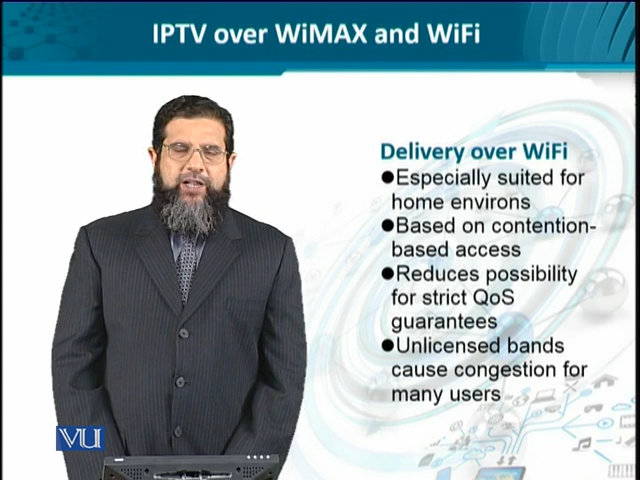 IPTV over WiMAX and WiFi
Delivery over WiFi
●Especially suited for
home environs
●Based on contention-
based access
●Reduces possibility
for strict QoS
guarantees
●Unlicensed bands
cause congestion for
many users
VU